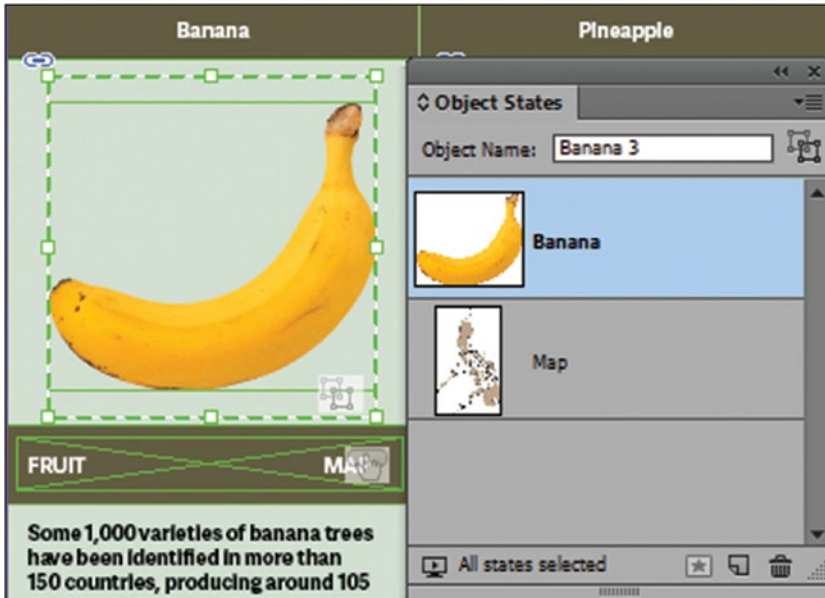 Banana
Pineapple
Object States
Object Name: Banana 3
Banana
Map
All states selected
FRUIT
MAP
Some 1,000 varieties of banana trees
have been identified in more than
150 countries, producing around 105